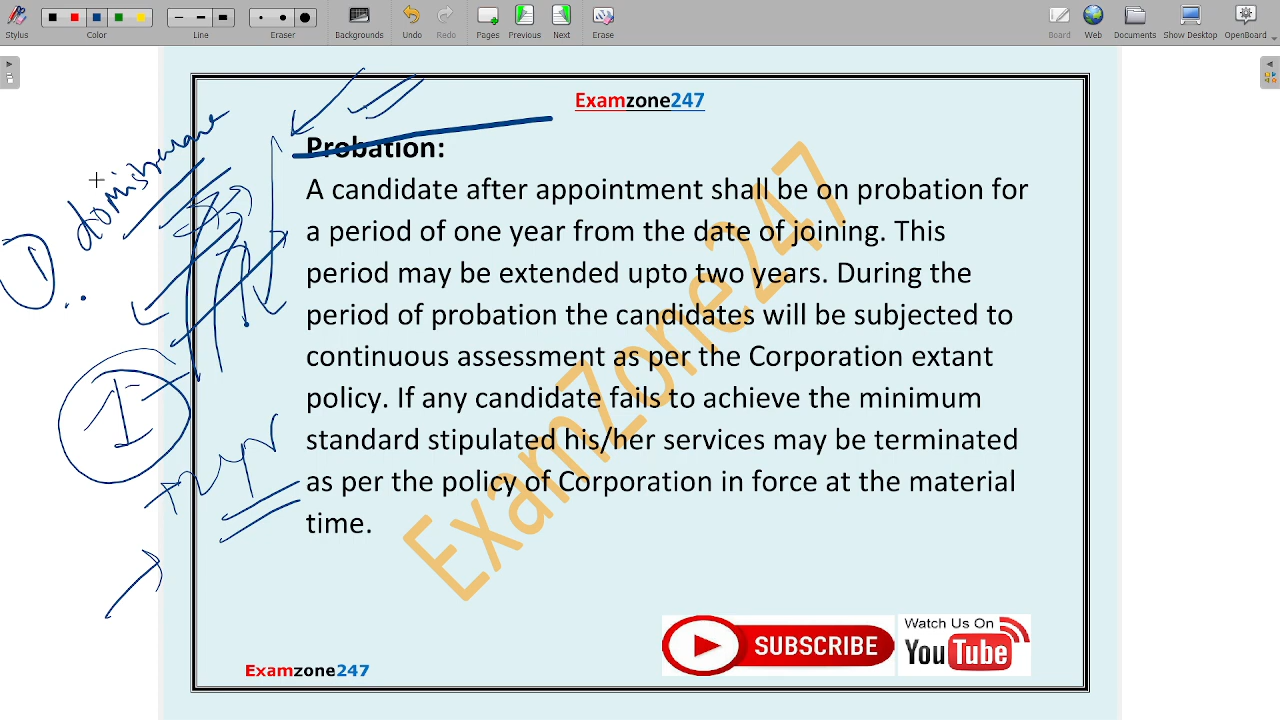 Stylus
Color
Line
Eraser
Backgrounds
Undo
Redo
Pages
Previous
Next
Erase
Board
Web
Documents
Show Desktop
OpenBoard
Examzone247
Probation:
A candidate after appointment shall be on probation for
a period of one year from the date of joining. This
period may be extended upto two years. During the
period of probation the candidates will be subjected to
continuous assessment as per the Corporation extant
policy. If any candidate fails to achieve the minimum
standard stipulated his/her services may be terminated
as per the policy of Corporation in force at the material
time.
ExamZone247
SUBSCRIBE
Watch Us On
YouTube
Examzone247